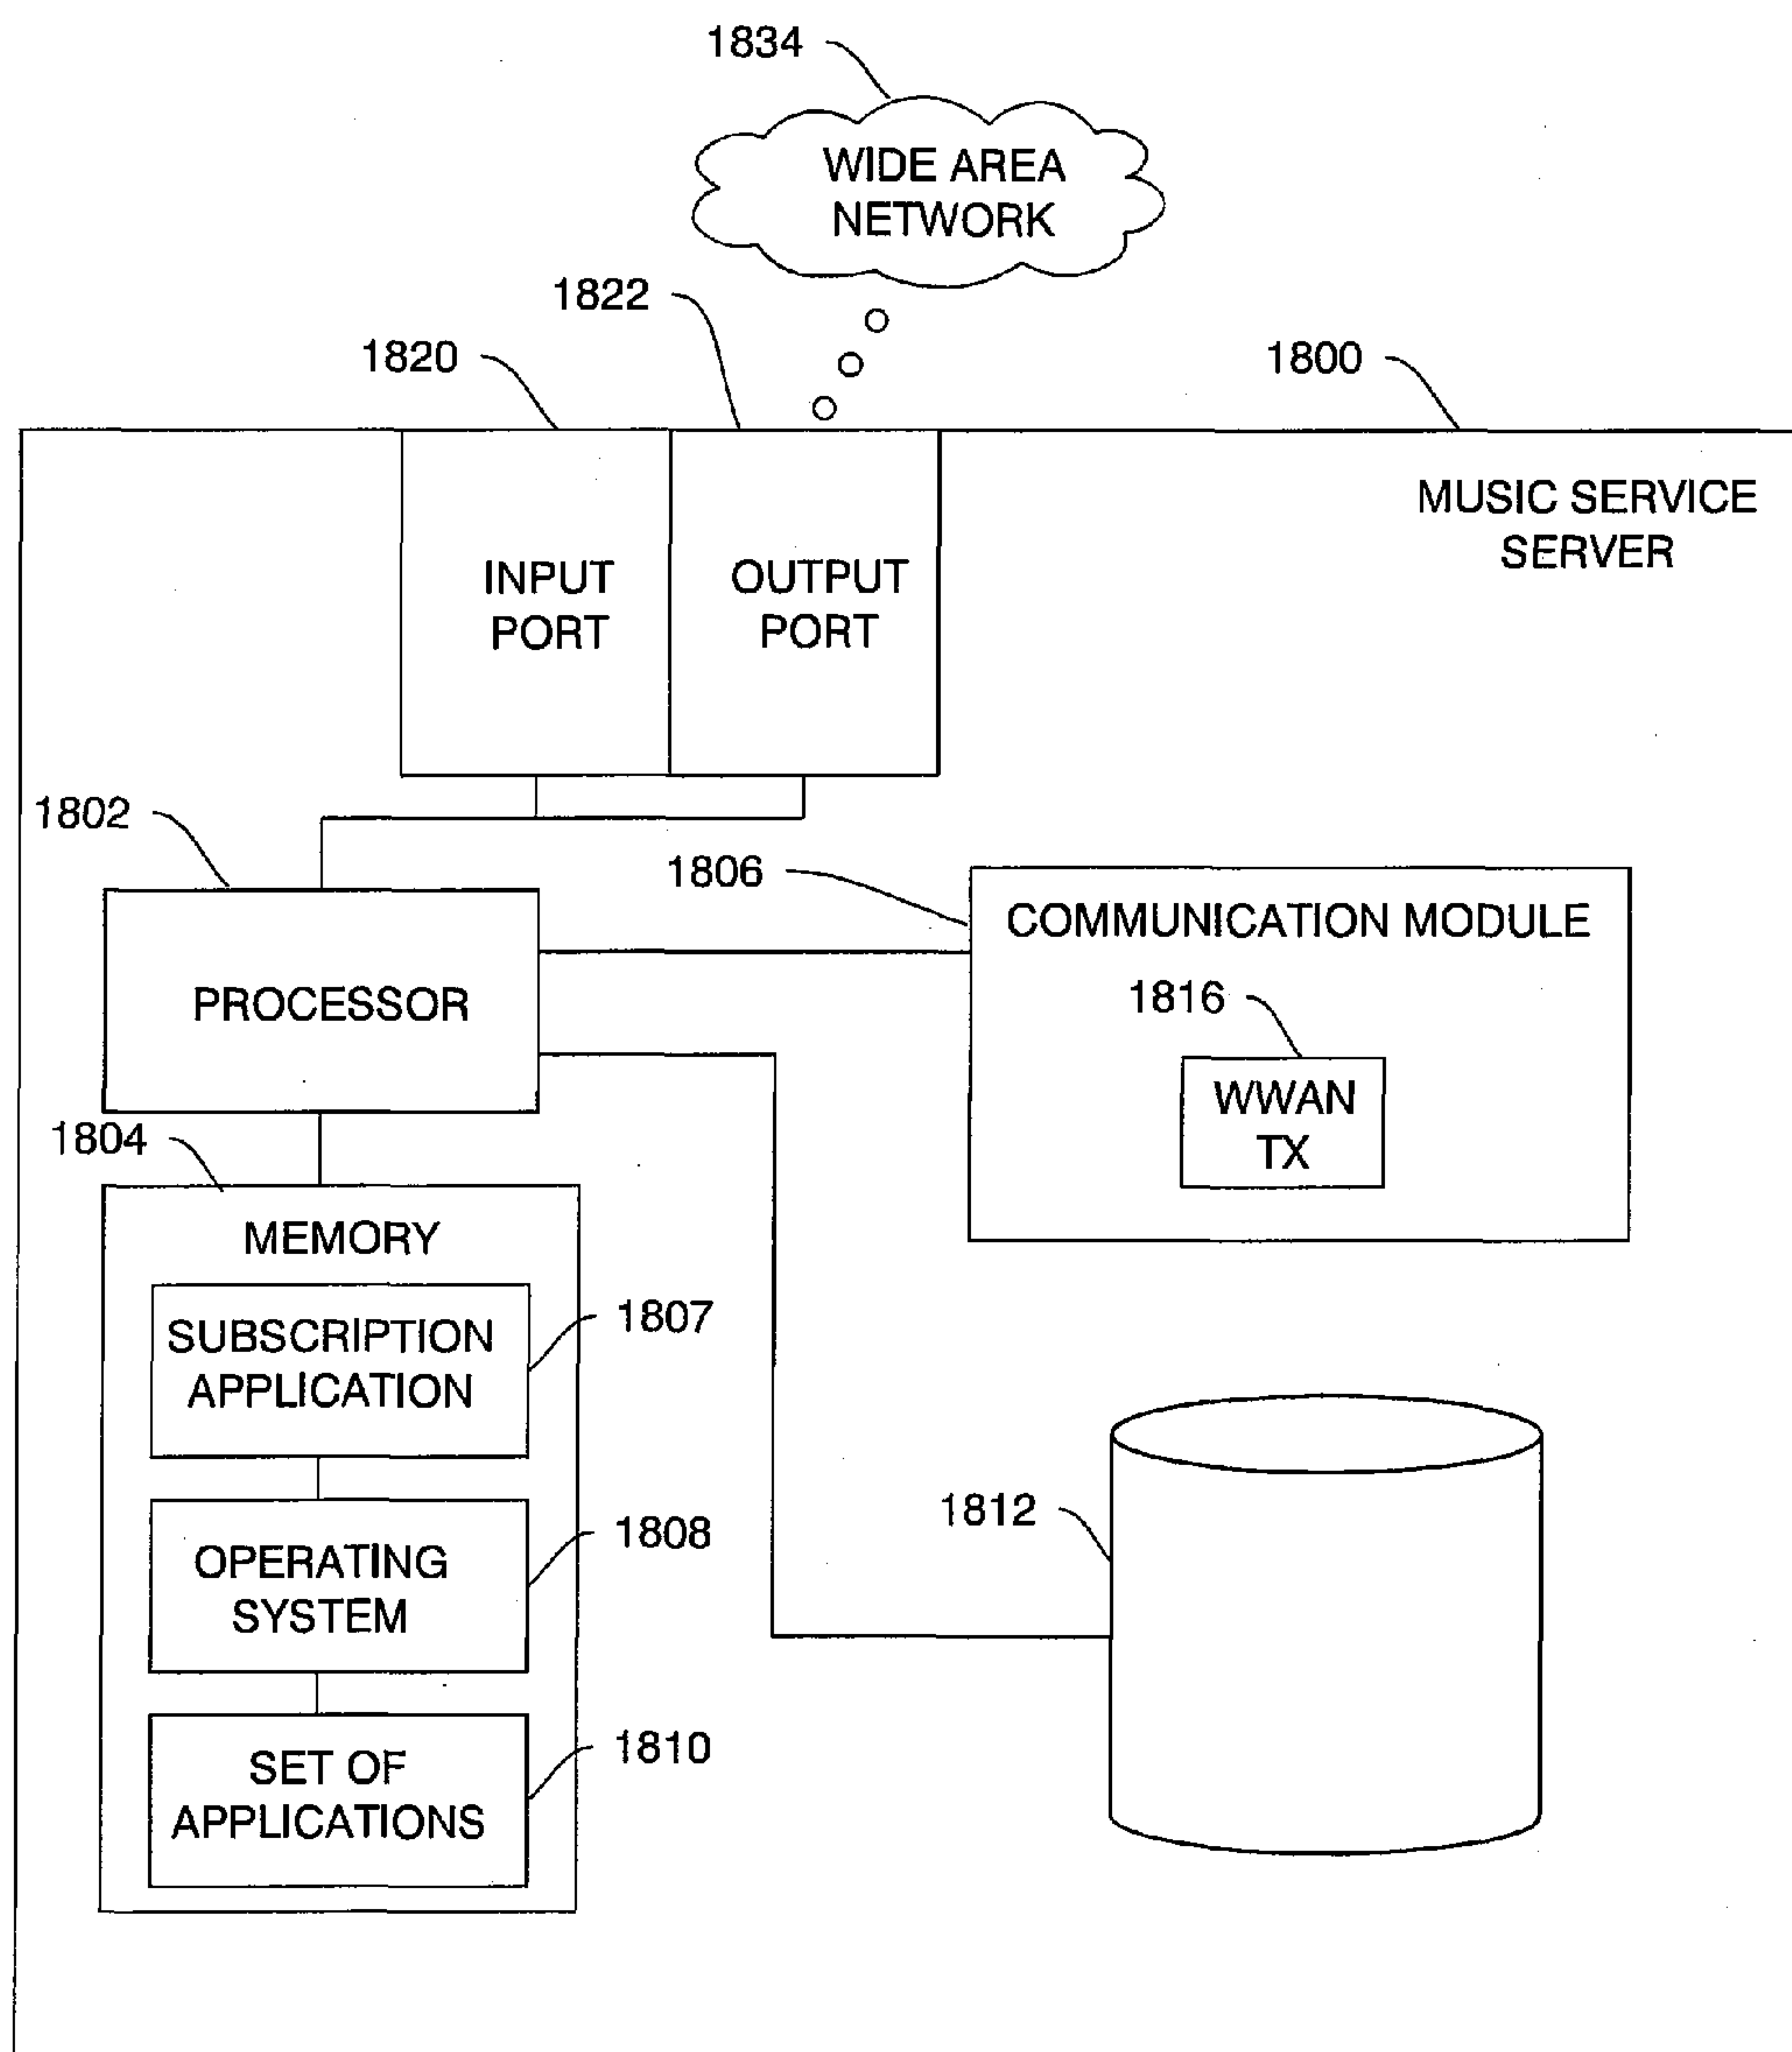 1834
WIDE AREA
NETWORK
1822
1820
1800
MUSIC SERVICE
SERVER
INPUT
PORT
OUTPUT
PORT
1802
1806
COMMUNICATION MODULE
PROCESSOR
1816
WWAN
TX
1804
MEMORY
SUBSCRIPTION
APPLICATION
1807
1812
OPERATING
SYSTEM
1808
SET OF
APPLICATIONS
1810